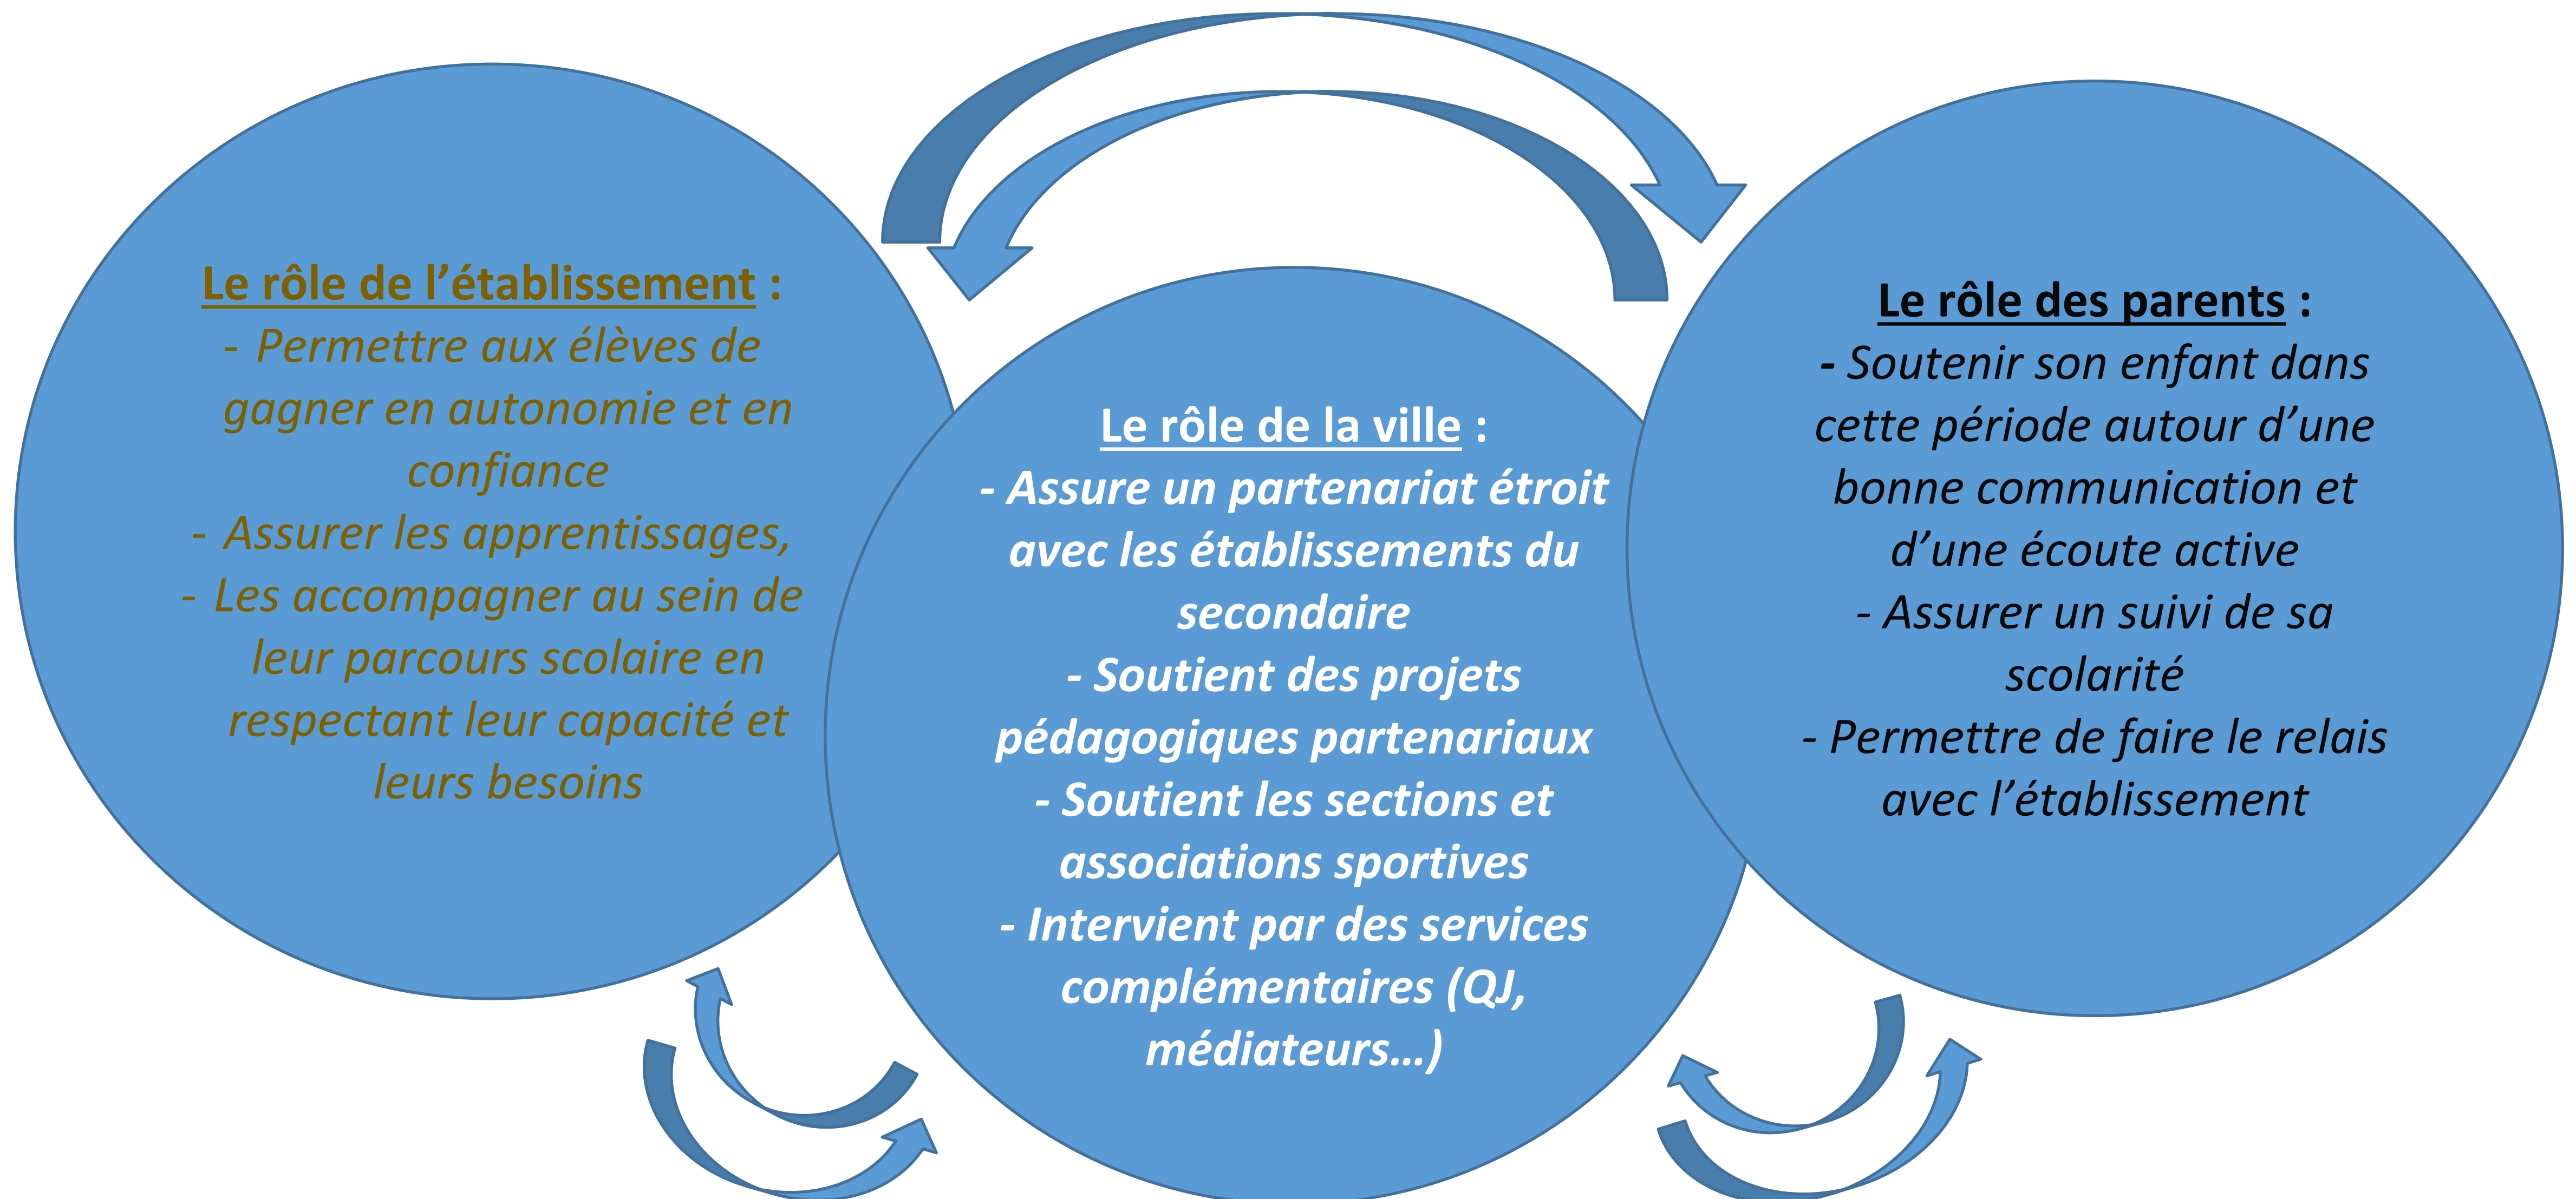 Le rôle de l’établissement :
- Permettre aux élèves de
gagner en autonomie et en
confiance
- Assurer les apprentissages,
- Les accompagner au sein de
leur parcours scolaire en
respectant leur capacité et
leurs besoins
Le rôle de la ville :
- Assure un partenariat étroit
avec les établissements du
secondaire
- Soutient des projets
pédagogiques partenariaux
- Soutient les sections et
associations sportives
- Intervient par des services
complémentaires (QJ,
médiateurs…)
Le rôle des parents :
- Soutenir son enfant dans
cette période autour d’une
bonne communication et
d’une écoute active
- Assurer un suivi de sa
scolarité
- Permettre de faire le relais
avec l’établissement